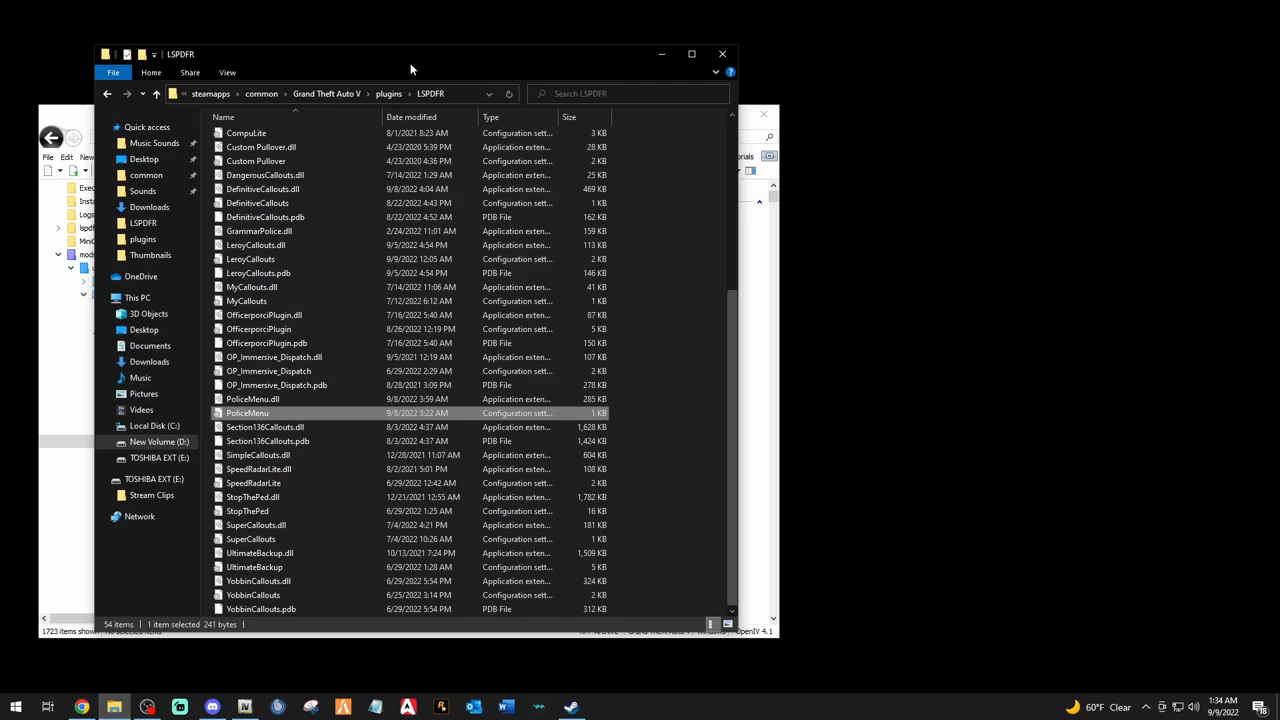 LSPDFR
File Home Share View
« steamapps > common > Grand Theft Auto V > plugins > LSPDFR
Search LSPDFR
Name Date modified Type Size
Quick access
Music Sounds
Desktop
common
Sounds
Downloads
LSPDFR
plugins
Thumbnails
OneDrive
This PC
3D Objects
Desktop
Documents
Downloads
Music
Pictures
Videos
Local Disk (C:)
New Volume (D:)
TOSHIBA EXT (E:)
TOSHIBA EXT (E:)
Stream Clips
Network
CompuLite 8/1/2021 8:23 AM Configuration sett... 3 KB
Custom Pullover.dll 4/23/2020 5:39 PM Application exten... 28 KB
Custom Pullover 4/23/2020 4:36 PM Configuration sett... 2 KB
DangerousCallouts.dll 7/14/2022 1:29 AM Application exten... 25 KB
DefinitiveCallouts.dll 9/8/2022 4:04 AM Application exten... 469 KB
DefinitiveCallouts 8/22/2022 4:43 PM Configuration sett... 1 KB
DefinitiveCallouts.pdb 8/22/2022 4:52 PM PDB File 162 KB
GrammarPolice.dll 2/24/2022 11:01 AM Application exten... 159 KB
LeroyCallouts.dll 9/5/2022 4:54 PM Application exten... 113 KB
LeroyCallouts 9/9/2022 12:05 AM Configuration sett... 2 KB
LeroyCallouts.pdb 9/5/2022 4:54 PM PDB File 146 KB
MyCallouts.dll 7/14/2022 11:06 AM Application exten... 41 KB
MyCallouts 7/12/2022 6:12 AM Configuration sett... 1 KB
OfficerporciPlugin.dll 7/16/2022 5:40 AM Application exten... 87 KB
OfficerporciPlugin 8/26/2022 12:19 PM Configuration sett... 5 KB
OfficerporciPlugin.pdb 7/16/2022 5:40 AM PDB File 150 KB
OP_Immersive_Dispatch.dll 9/5/2021 12:19 AM Application exten... 107 KB
OP_Immersive_Dispatch 9/8/2022 3:21 AM Configuration sett... 2 KB
OP_Immersive_Dispatch.pdb 8/28/2021 3:09 PM PDB File 278 KB
PoliceMenu.dll 9/8/2022 3:59 AM Application exten... 285 KB
PoliceMenu 9/8/2022 3:22 AM Configuration sett... 1 KB
Section136Callouts.dll 8/3/2022 4:37 AM Application exten... 1,628 KB
Section136Callouts.pdb 8/3/2022 4:37 AM PDB File 1,424 KB
SimpleCallouts.dll 12/28/2021 11:07 AM Application exten... 604 KB
SpeedRadarLite.dll 8/2/2021 5:01 PM Application exten... 108 KB
SpeedRadarLite 6/29/2022 12:42 AM Configuration sett... 2 KB
StopThePed.dll 12/21/2021 12:55 AM Application exten... 1,782 KB
StopThePed 6/29/2022 1:25 AM Configuration sett... 16 KB
SuperCallouts.dll 7/4/2022 4:21 PM Application exten... 181 KB
SuperCallouts 7/4/2022 10:26 AM Configuration sett... 1 KB
UltimateBackup.dll 10/13/2021 7:24 PM Application exten... 1,509 KB
UltimateBackup 6/29/2022 1:28 AM Configuration sett... 5 KB
YobbinCallouts.dll 6/29/2022 5:54 PM Application exten... 324 KB
YobbinCallouts 6/25/2022 3:14 PM Configuration sett... 2 KB
YobbinCallouts.pdb 6/29/2022 5:54 PM PDB File 312 KB
54 items 1 item selected 241 bytes
File Edit
1723 items shown
OpenIV 4.1
60°F Clear
1:34 AM
9/9/2022
18